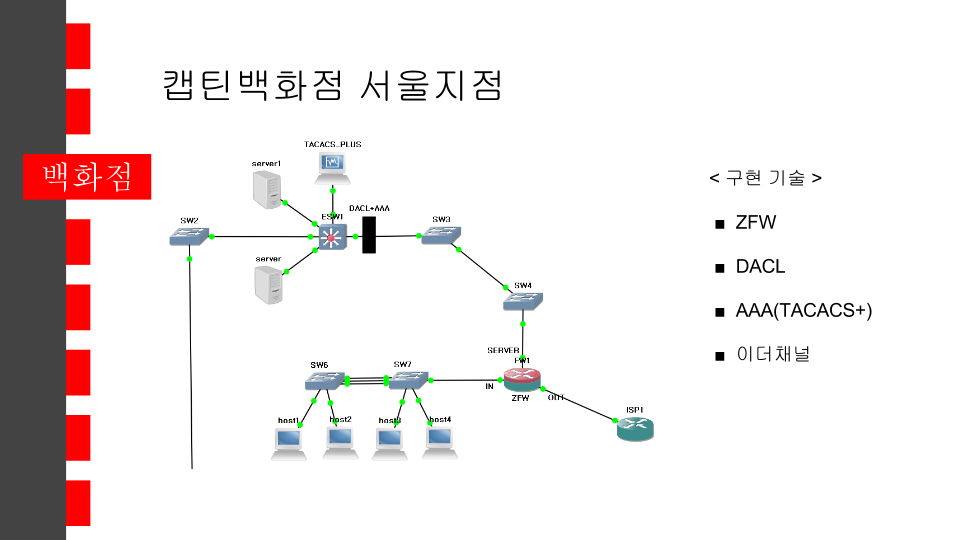 캡틴백화점 서울지점
백화점
TACACS_PLUS
server1
DACL+AAA
ESW1
SW2
SW3
server
SW4
SERVER
FW1
SW6
SW7
IN
ZFW
OUT
ISP1
host1
host2
host3
host4
< 구현 기술 >
■ ZFW
■ DACL
■ AAA(TACACS+)
■ 이더채널